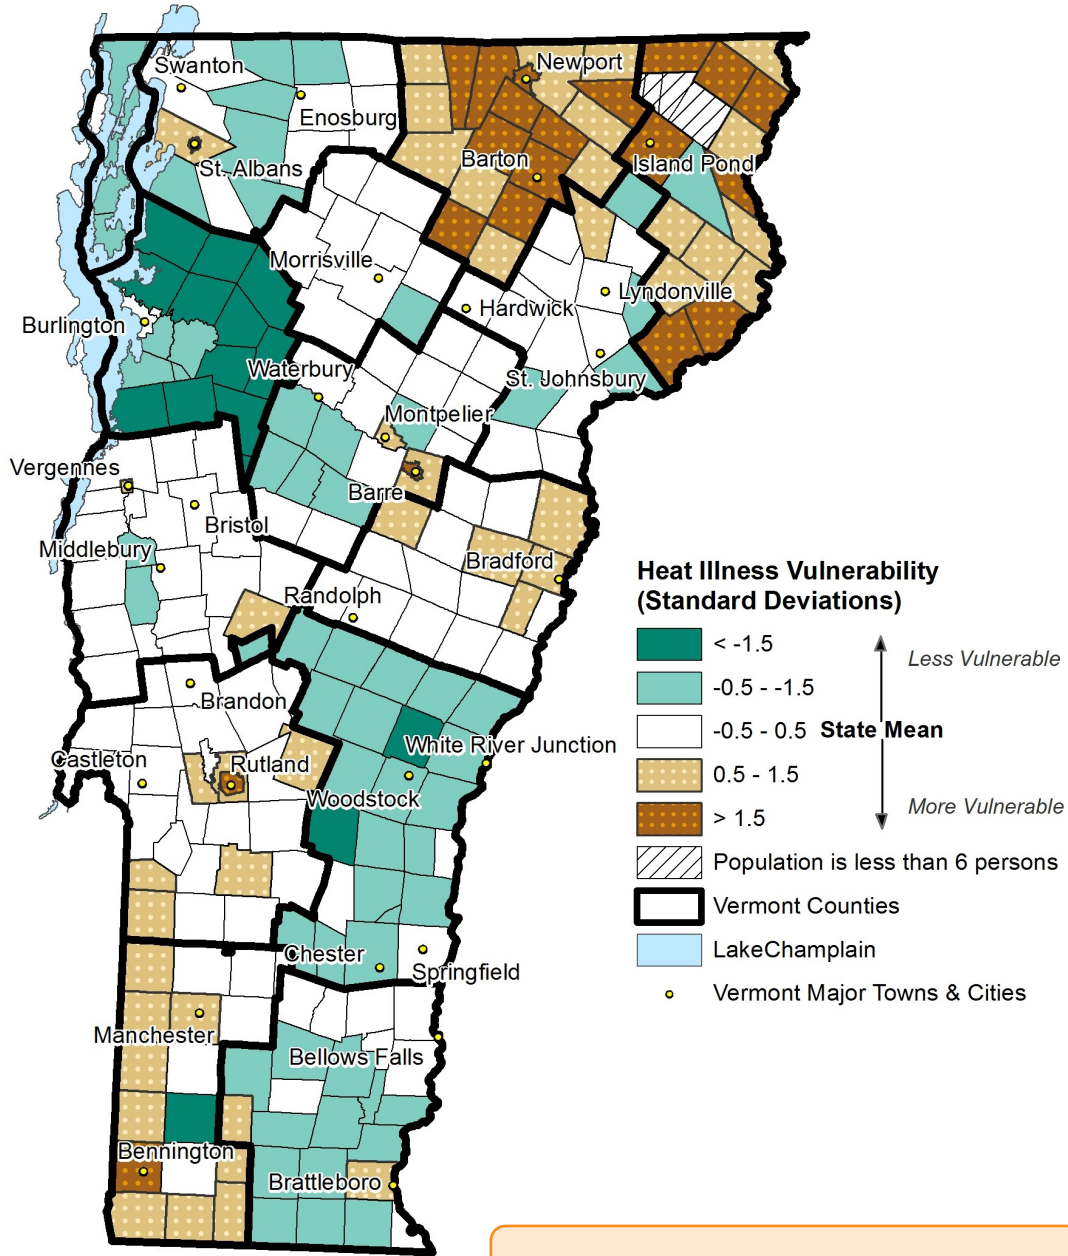 Swanton
Newport
Enosburg
St. Albans
Barton
Island Pond
Morrisville
Lyndonville
Hardwick
Burlington
Waterbury
St. Johnsbury
Montpelier
Vergennes
Barre
Bristol
Middlebury
Bradford
Randolph
Brandon
White River Junction
Castleton
Rutland
Woodstock
Chester
Springfield
Manchester
Bellows Falls
Bennington
Brattleboro
Heat Illness Vulnerability
(Standard Deviations)
< -1.5
Less Vulnerable
-0.5 - -1.5
-0.5 - 0.5 State Mean
0.5 - 1.5
More Vulnerable
> 1.5
Population is less than 6 persons
Vermont Counties
LakeChamplain
Vermont Major Towns & Cities